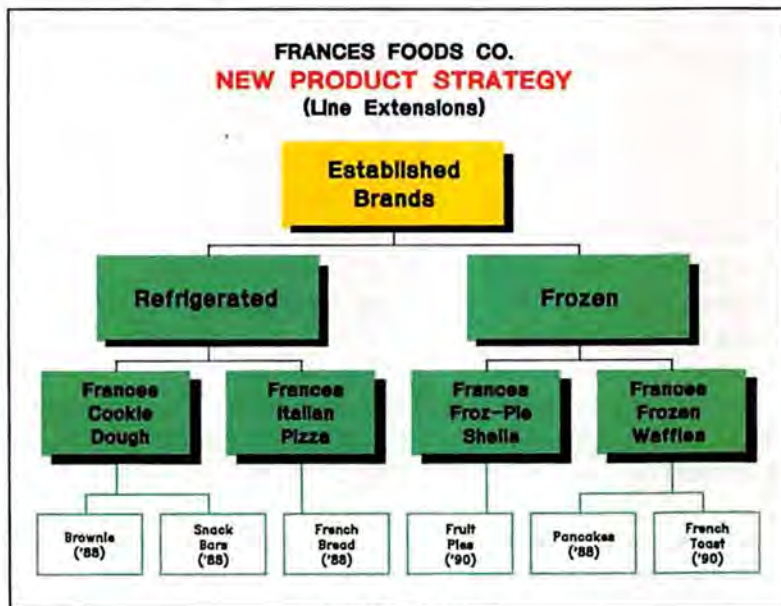 FRANCES FOODS CO.
NEW PRODUCT STRATEGY
(Line Extensions)
Established
Brands
Refrigerated
Frozen
Frances
Cookie
Dough
Frances
Italian
Pizza
Frances
Froz-Pie
Shells
Frances
Frozen
Waffles
Brownie
('88)
Snack
Bars
('88)
French
Bread
('88)
Fruit
Pies
('90)
Pancakes
('88)
French
Toast
('90)